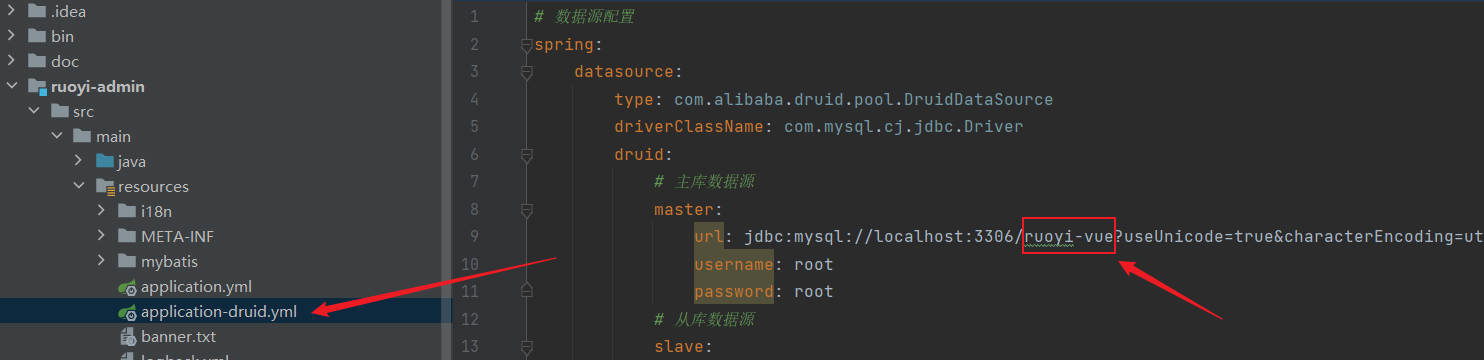 .idea
bin
doc
ruoyi-admin
src
main
java
resources
i18n
META-INF
mybatis
application.yml
application-druid.yml
banner.txt
logback.xml
1 # 数据源配置
2 spring:
3 datasource:
4 type: com.alibaba.druid.pool.DruidDataSource
5 driverClassName: com.mysql.cj.jdbc.Driver
6 druid:
7 # 主库数据源
8 master:
9 url: jdbc:mysql://localhost:3306/ruoyi-vue?useUnicode=true&characterEncoding=ut
10 username: root
11 password: root
12 # 从库数据源
13 slave: